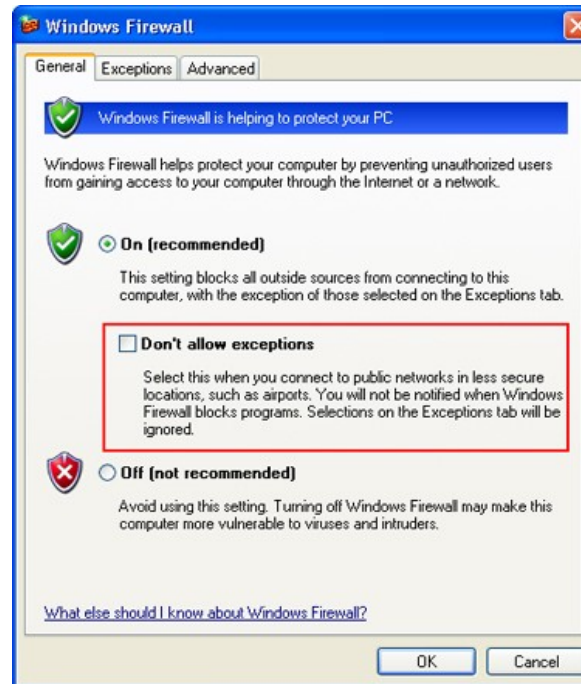 Windows Firewall
General Exceptions Advanced
Windows Firewall is helping to protect your PC
Windows Firewall helps protect your computer by preventing unauthorized users
from gaining access to your computer through the Internet or a network.
On (recommended)
This setting blocks all outside sources from connecting to this
computer, with the exception of those selected on the Exceptions tab.
Don't allow exceptions
Select this when you connect to public networks in less secure
locations, such as airports. You will not be notified when Windows
Firewall blocks programs. Selections on the Exceptions tab will be
ignored.
Off (not recommended)
Avoid using this setting. Turning off Windows Firewall may make this
computer more vulnerable to viruses and intruders.
What else should I know about Windows Firewall?
OK Cancel